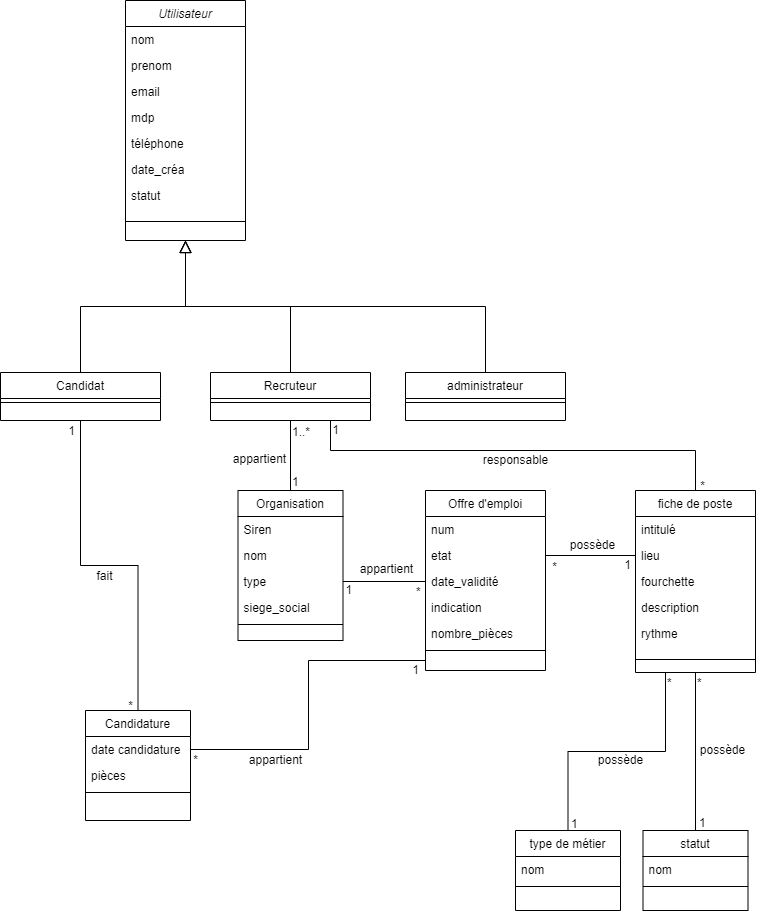 Utilisateur
nom
prenom
email
mdp
téléphone
date_créa
statut
Candidat
Recruteur
administrateur
1
1..*
1
appartient
responsable
1
*
Organisation
Siren
nom
type
siege_social
Offre d'emploi
num
etat
date_validité
indication
nombre_pièces
fiche de poste
intitulé
lieu
fourchette
description
rythme
possède
*
1
appartient
1
*
fait
*
1
*
*
Candidature
date candidature
pièces
*
appartient
possède
possède
1
1
type de métier
nom
statut
nom